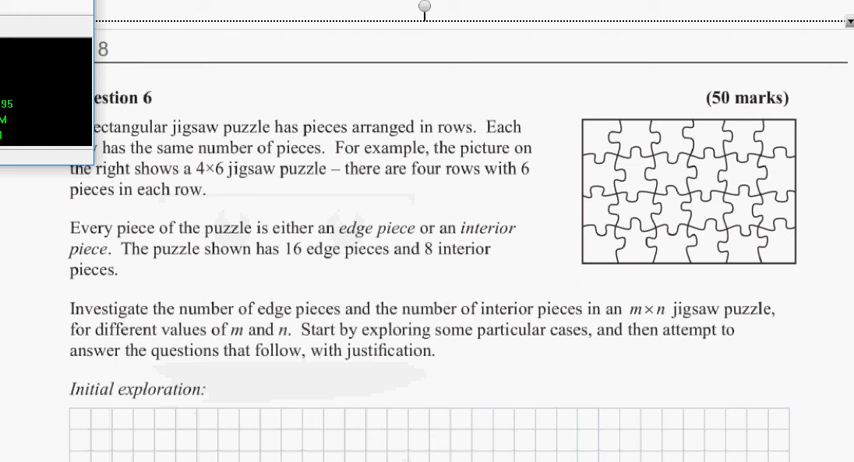 8
estion 6
(50 marks)
ectangular jigsaw puzzle has pieces arranged in rows. Each
has the same number of pieces. For example, the picture on
the right shows a 4×6 jigsaw puzzle – there are four rows with 6
pieces in each row.
Every piece of the puzzle is either an edge piece or an interior
piece. The puzzle shown has 16 edge pieces and 8 interior
pieces.
Investigate the number of edge pieces and the number of interior pieces in an m×n jigsaw puzzle,
for different values of m and n. Start by exploring some particular cases, and then attempt to
answer the questions that follow, with justification.
Initial exploration:
95
M